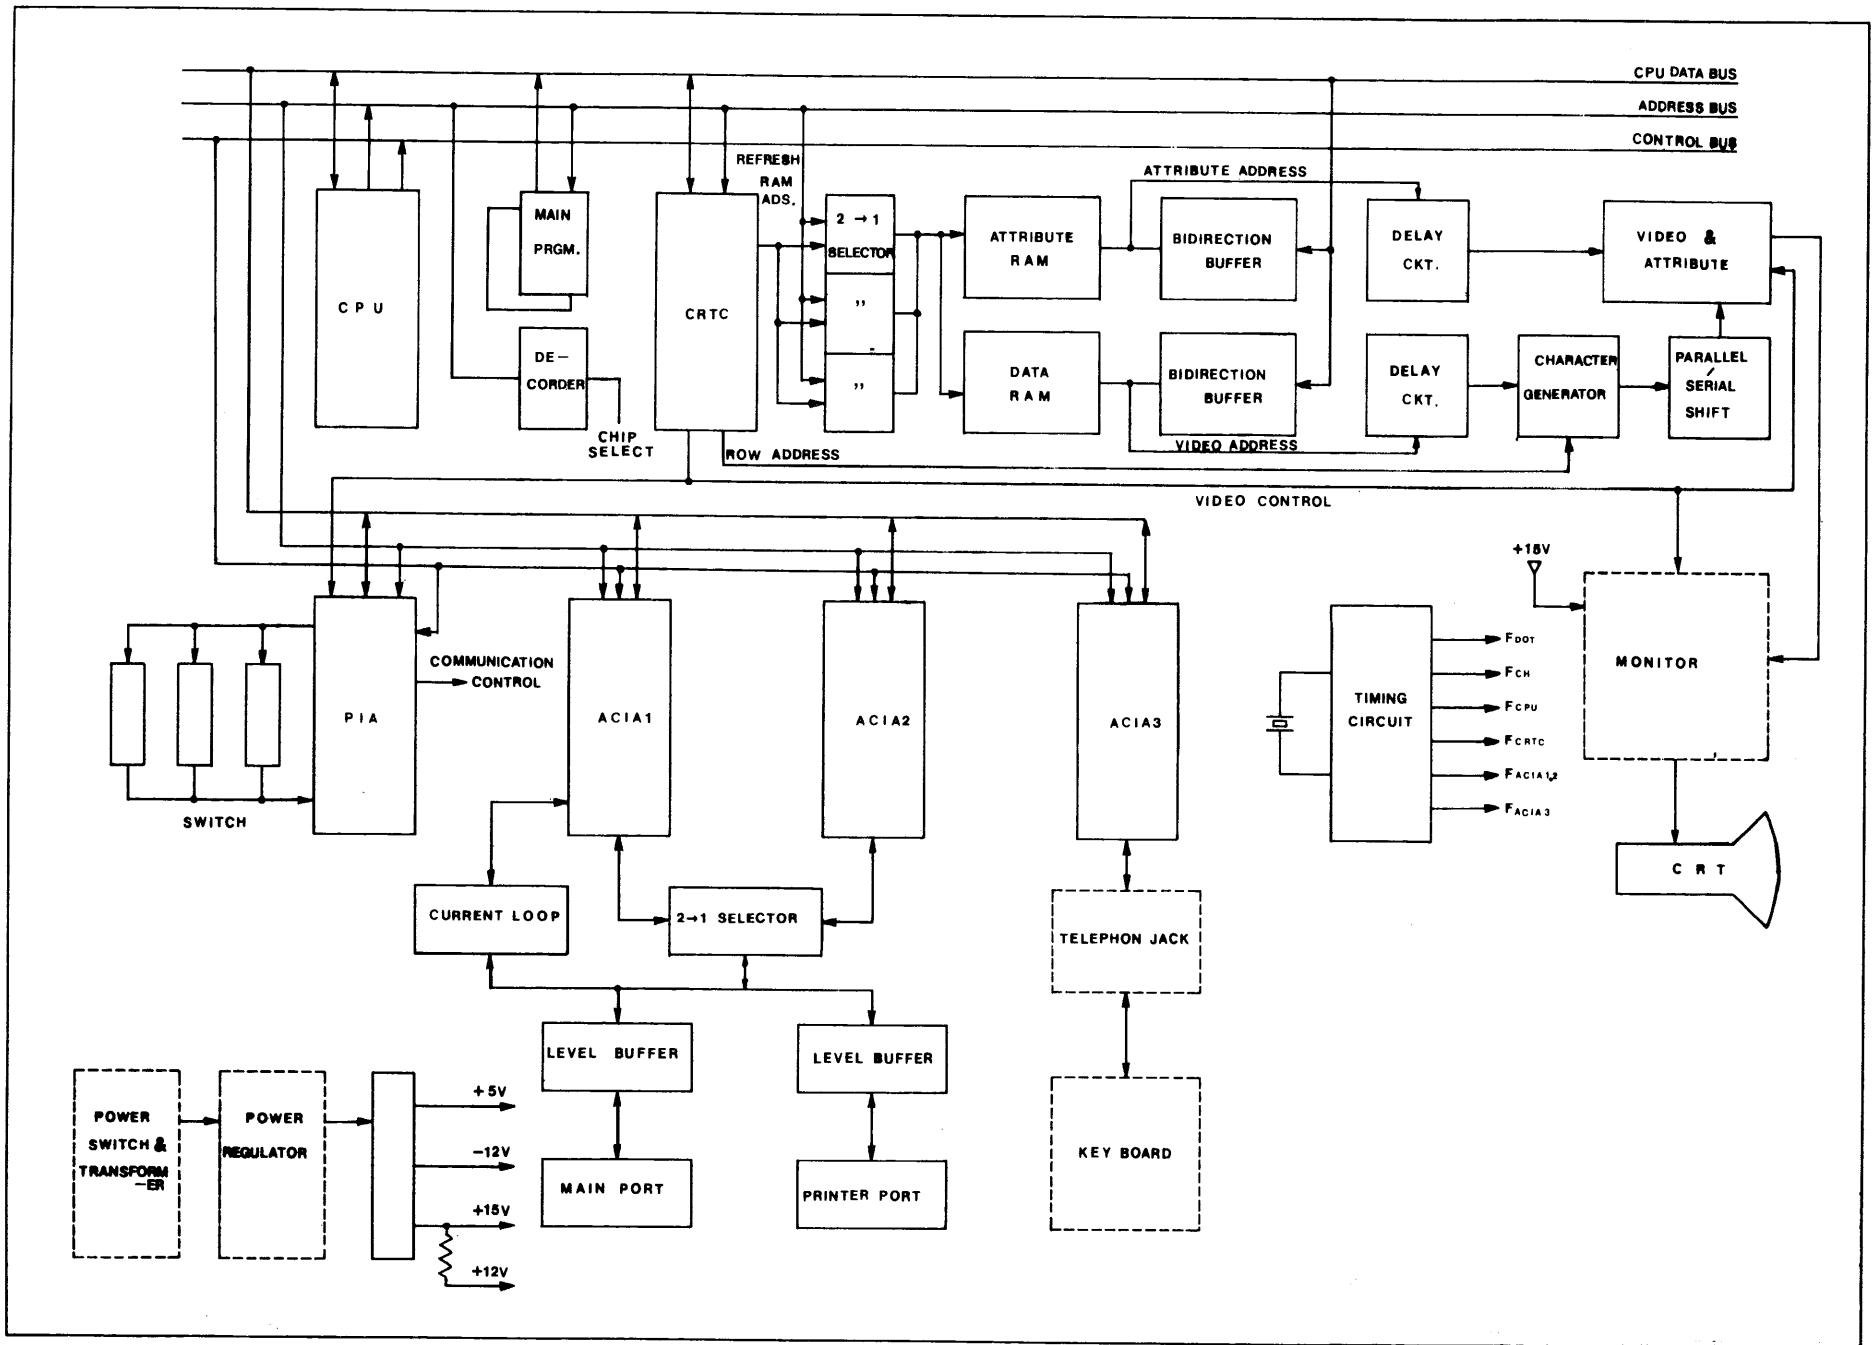 CPU DATA BUS
ADDRESS BUS
CONTROL BUS
REFRESH
RAM
ADS.
ATTRIBUTE ADDRESS
CPU
MAIN
PRGM.
DE-
CORDER
CHIP
SELECT
CRTC
2 → 1
SELECTOR
,,
,,
ATTRIBUTE
RAM
BIDIRECTION
BUFFER
DELAY
CKT.
VIDEO &
ATTRIBUTE
DATA
RAM
BIDIRECTION
BUFFER
DELAY
CKT.
CHARACTER
GENERATOR
PARALLEL
/
SERIAL
SHIFT
ROW ADDRESS
VIDEO ADDRESS
VIDEO CONTROL
+15V
PIA
COMMUNICATION
CONTROL
SWITCH
ACIA1
ACIA2
ACIA3
TIMING
CIRCUIT
FDOT
FCH
FCPU
FCRTC
FACIA1,2
FACIA3
MONITOR
CRT
CURRENT LOOP
2→1 SELECTOR
TELEPHON JACK
LEVEL BUFFER
LEVEL BUFFER
KEY BOARD
MAIN PORT
PRINTER PORT
POWER
SWITCH &
TRANSFORM
-ER
POWER
REGULATOR
+5V
-12V
+15V
+12V